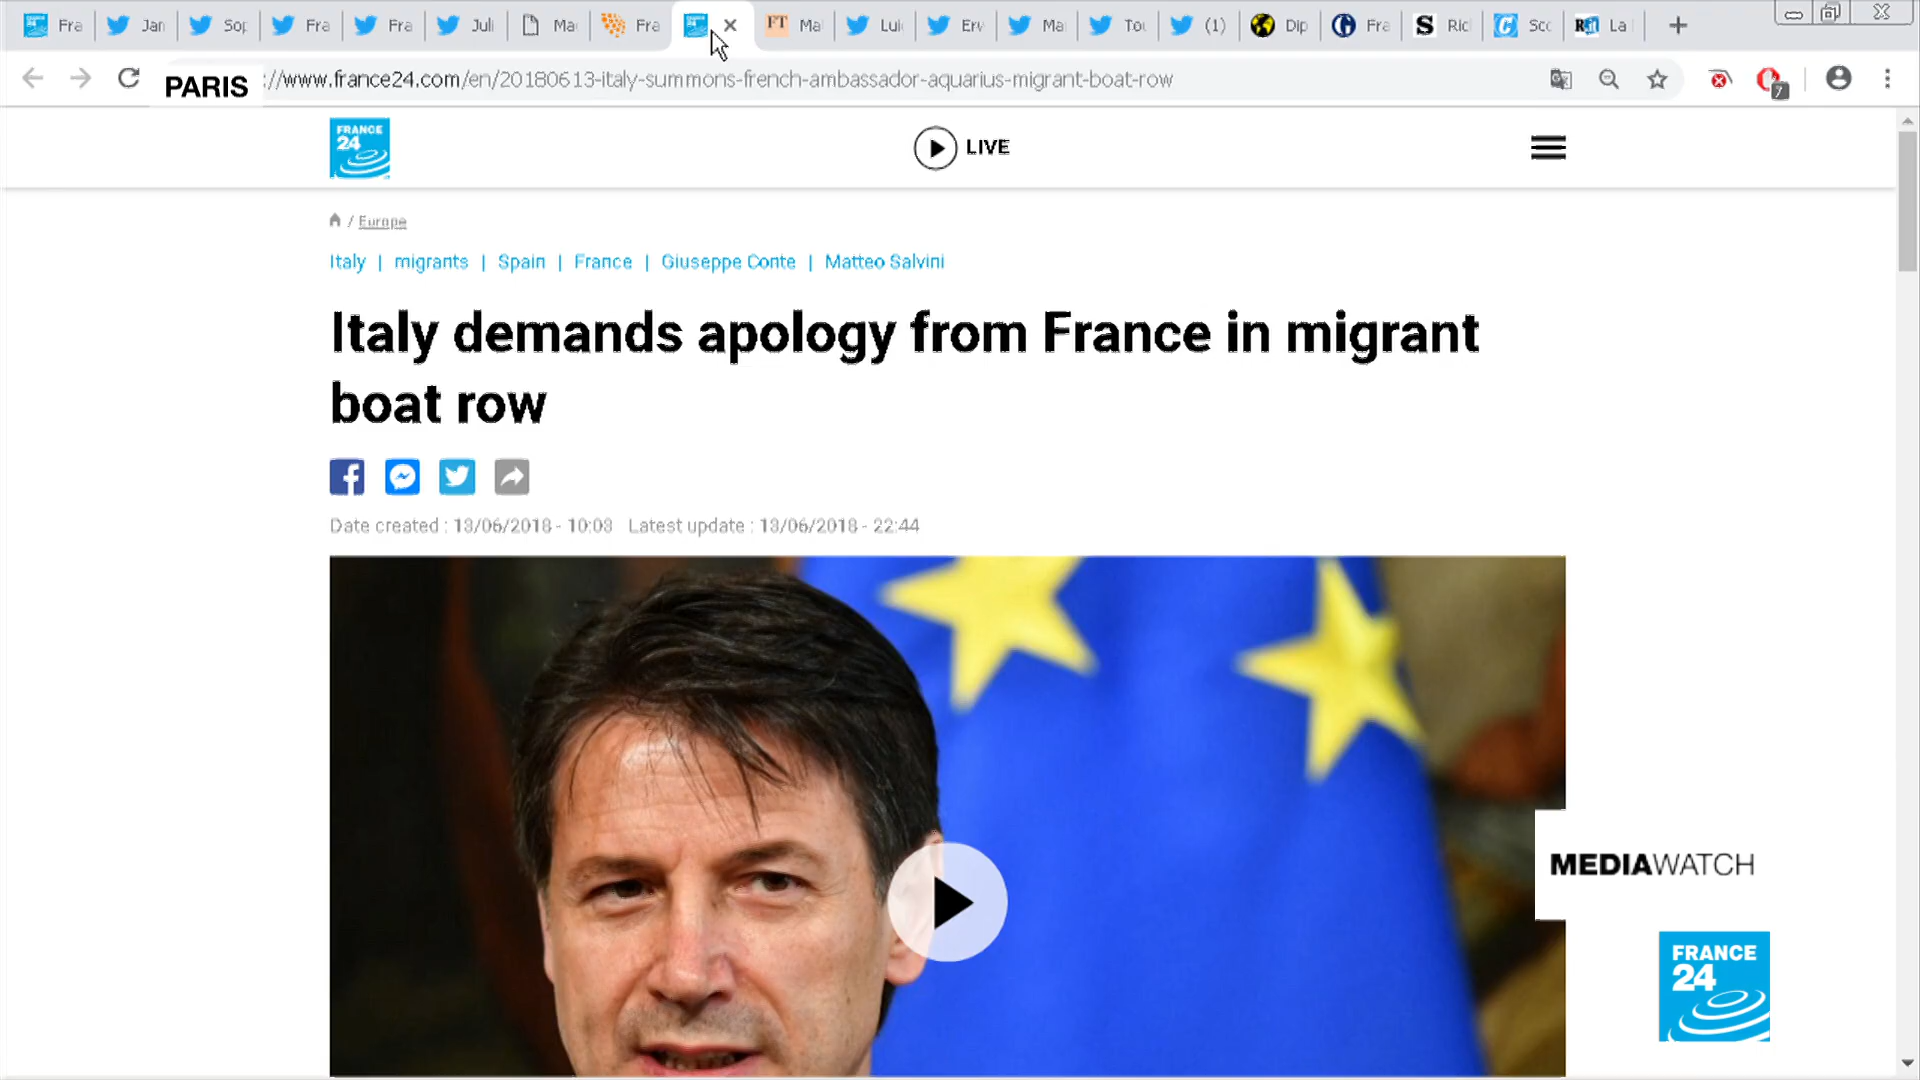 Fra
Jan
Sop
Fra
Fra
Juli
Ma
Fra
FT Ma
Luig
Erv
Ma
Tou
(1)
Dip
Fra
S Ric
Sco
La
PARIS
://www.france24.com/en/20180613-italy-summons-french-ambassador-aquarius-migrant-boat-row
7
FRANCE
24
LIVE
/ Europe
Italy | migrants | Spain | France | Giuseppe Conte | Matteo Salvini
Italy demands apology from France in migrant
boat row
Date created : 13/06/2018 - 10:03 Latest update : 13/06/2018 - 22:44
MEDIAWATCH
FRANCE
24